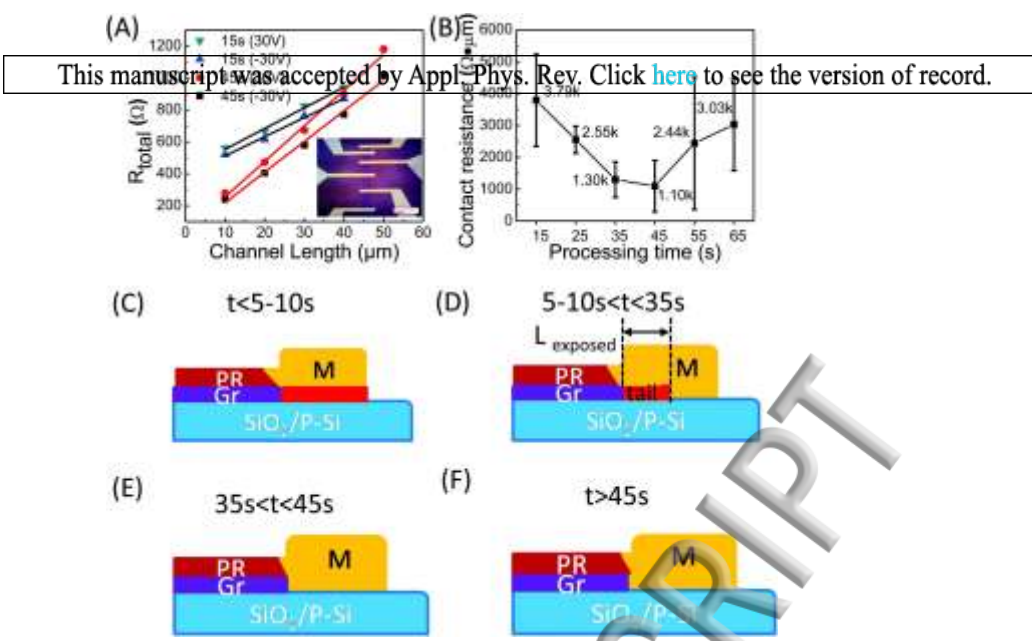 (A)
1200
800
600
400
200
R_total (Ω)
15s (30V)
15s (-30V)
45s (-30V)
0 10 20 30 40 50 60
Channel Length (μm)
(B)
6000
5000
4000
3000
2000
1000
0
Contact resistance (Ω·μm)
3.79k
2.55k
1.30k
1.10k
2.44k
3.03k
15 25 35 45 55 65
Processing time (s)
This manuscript was accepted by Appl. Phys. Rev. Click here to see the version of record.
(C)
t<5-10s
M
PR
Gr
SiO₂/P-Si
(D)
5-10s<t<35s
L exposed
M
PR
Gr
tail
SiO₂/P-Si
(E)
35s<t<45s
M
PR
Gr
SiO₂/P-Si
(F)
t>45s
M
PR
Gr
SiO₂/P-Si
RIPT